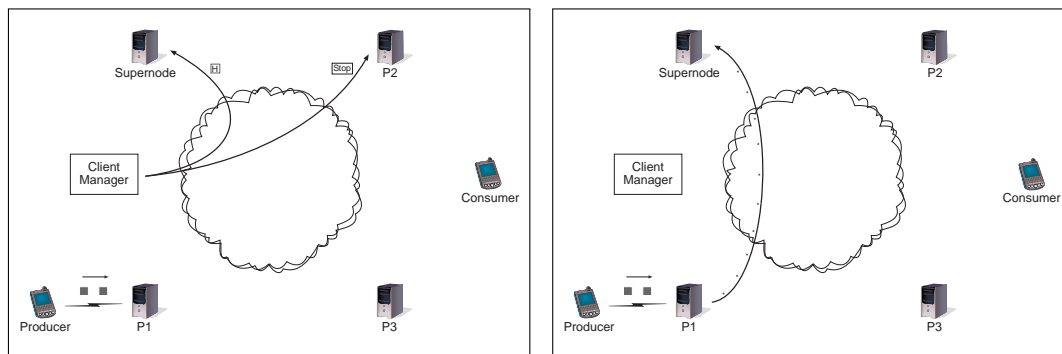 Supernode
H
Stop
P2
Client
Manager
Consumer
Producer
P1
P3
Supernode
P2
Client
Manager
Consumer
Producer
P1
P3